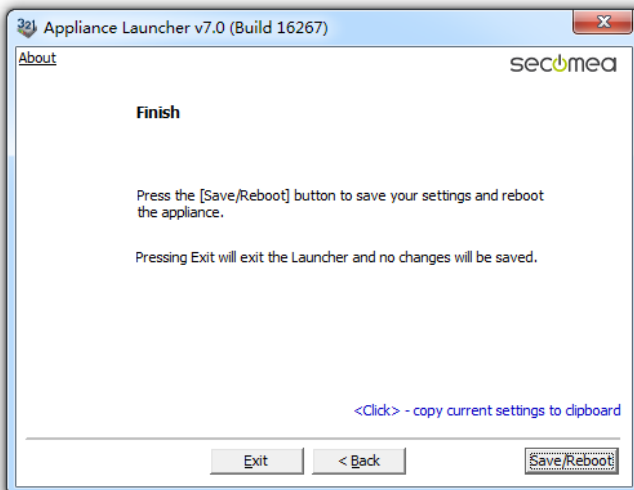 321 Appliance Launcher v7.0 (Build 16267)
About
secomea
Finish
Press the [Save/Reboot] button to save your settings and reboot
the appliance.
Pressing Exit will exit the Launcher and no changes will be saved.
<Click> - copy current settings to clipboard
Exit
< Back
Save/Reboot